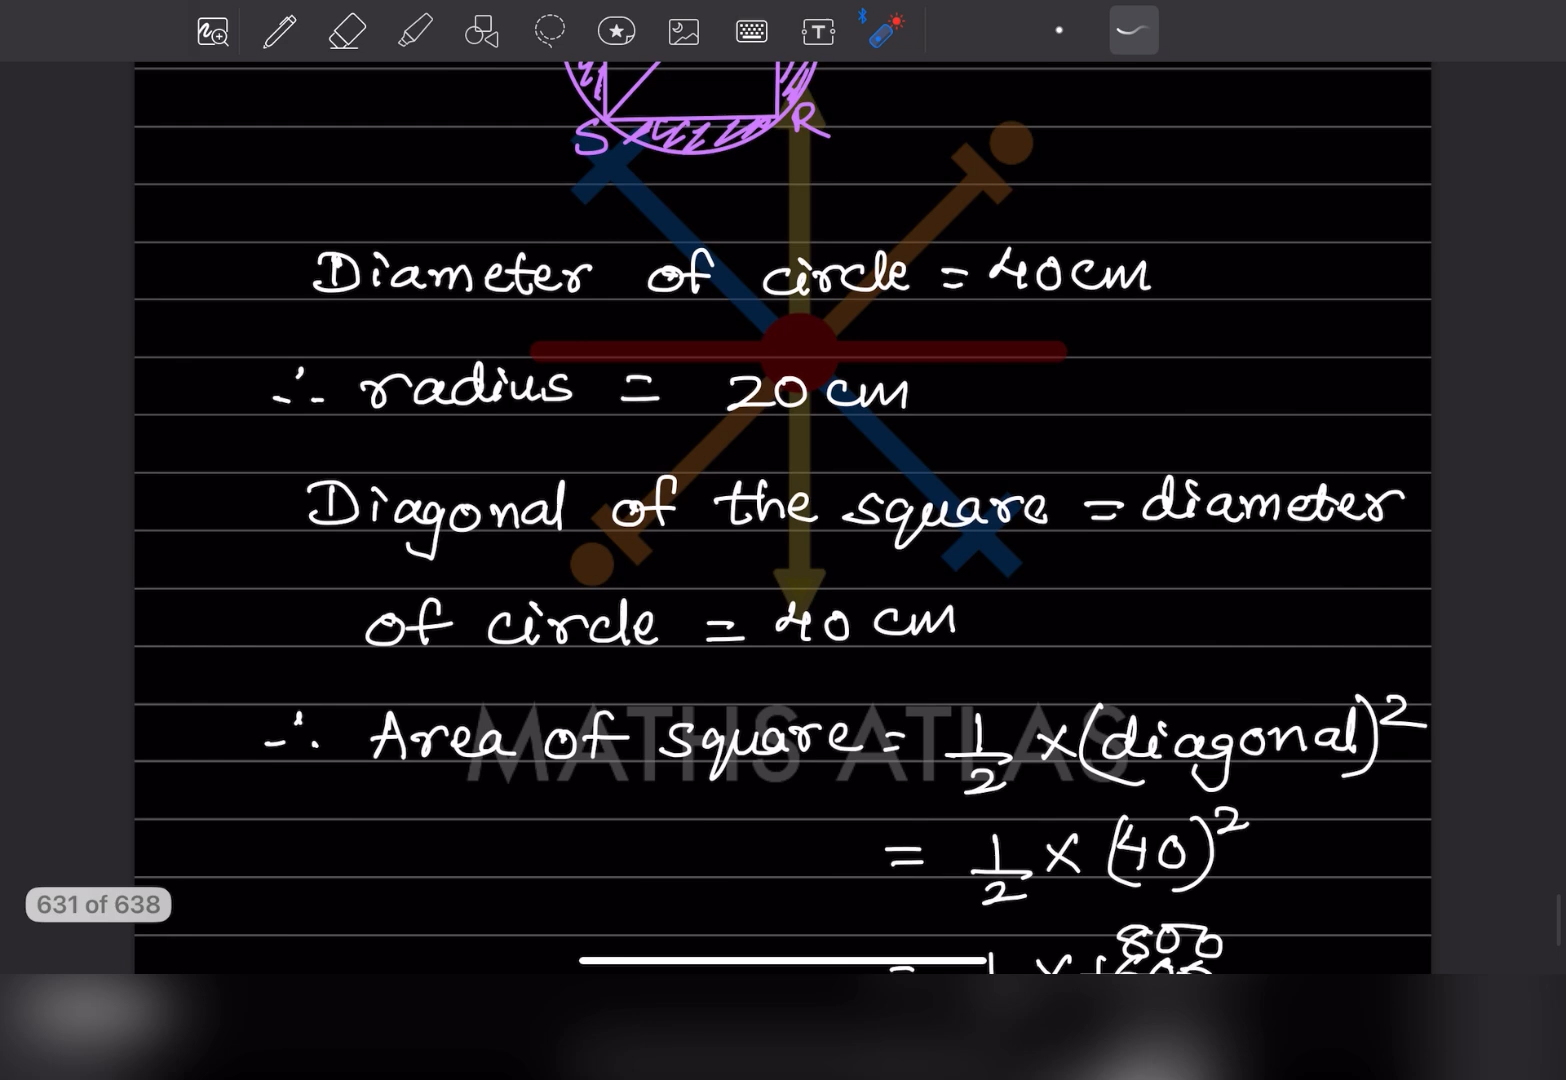 T
S R
Diameter of circle = 40cm
∴ radius = 20 cm
Diagonal of the square = diameter
of circle = 40 cm
∴ Area of square = 1/2 × (diagonal)²
MATHS ATLAS
= 1/2 × (40)²
631 of 638
800